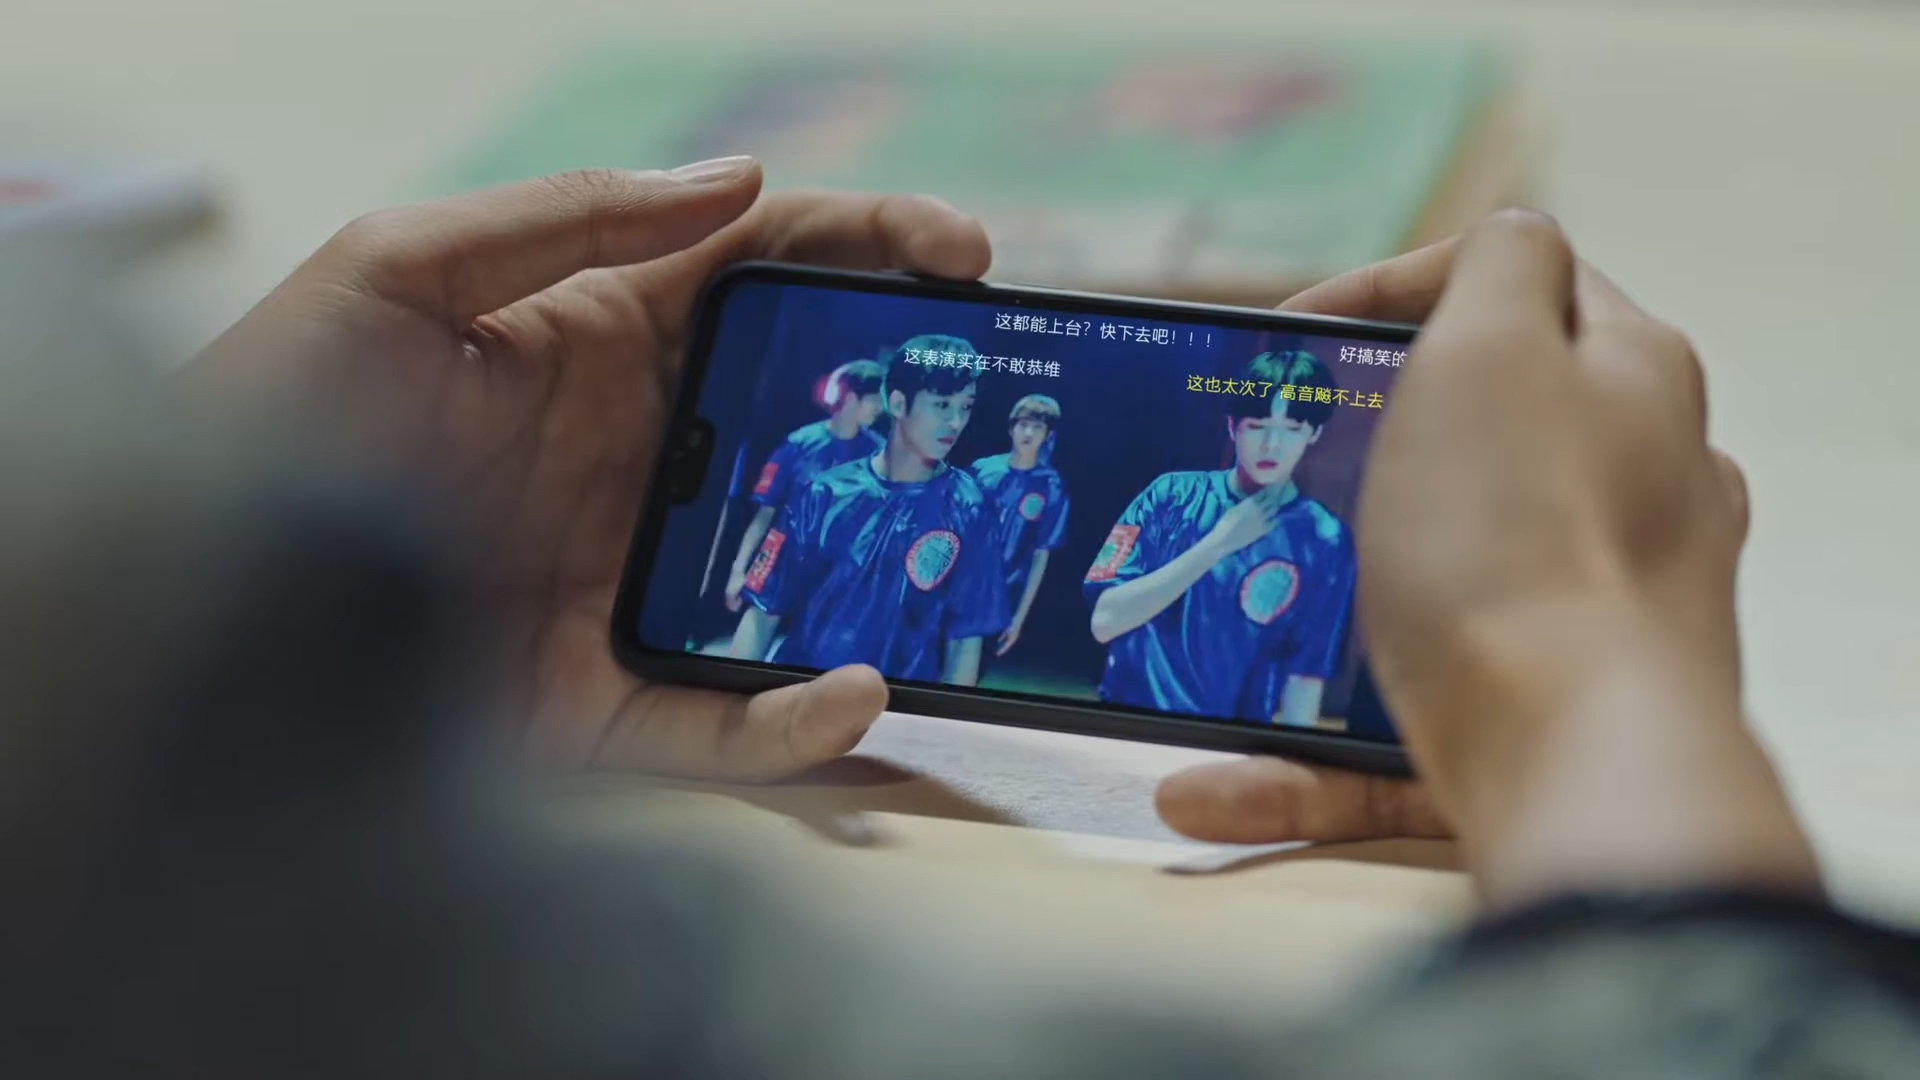 这都能上台？快下去吧！！！
好搞笑的
这表演实在不敢恭维
这也太次了 高音飚不上去